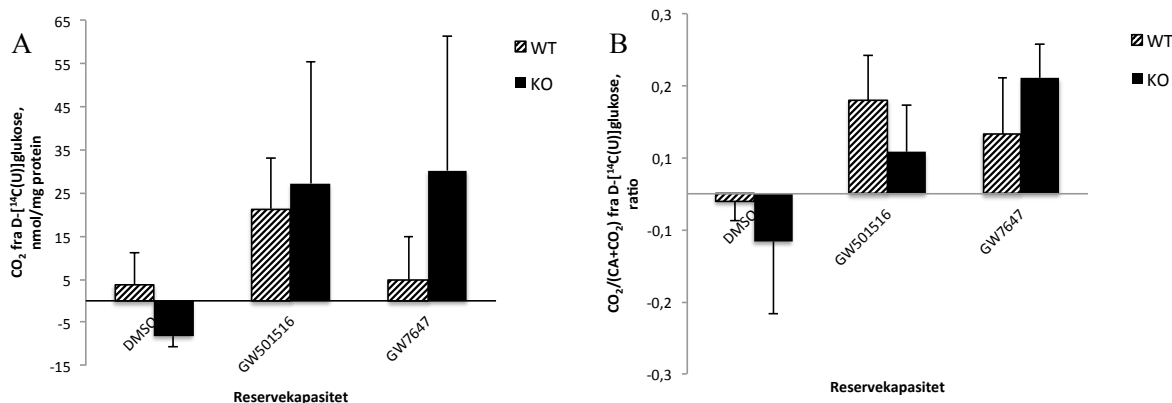 A
CO₂ fra D-[¹⁴C(U)]glukose,
nmol/mg protein
65
55
45
35
25
15
5
-5
-15
DMSO
GW501516
GW7647
Reservekapasitet
WT
KO
B
CO₂/(CA+CO₂) fra D-[¹⁴C(U)]glukose,
ratio
0,3
0,2
0,1
-0,1
-0,2
-0,3
DMSO
GW501516
GW7647
Reservekapasitet
WT
KO